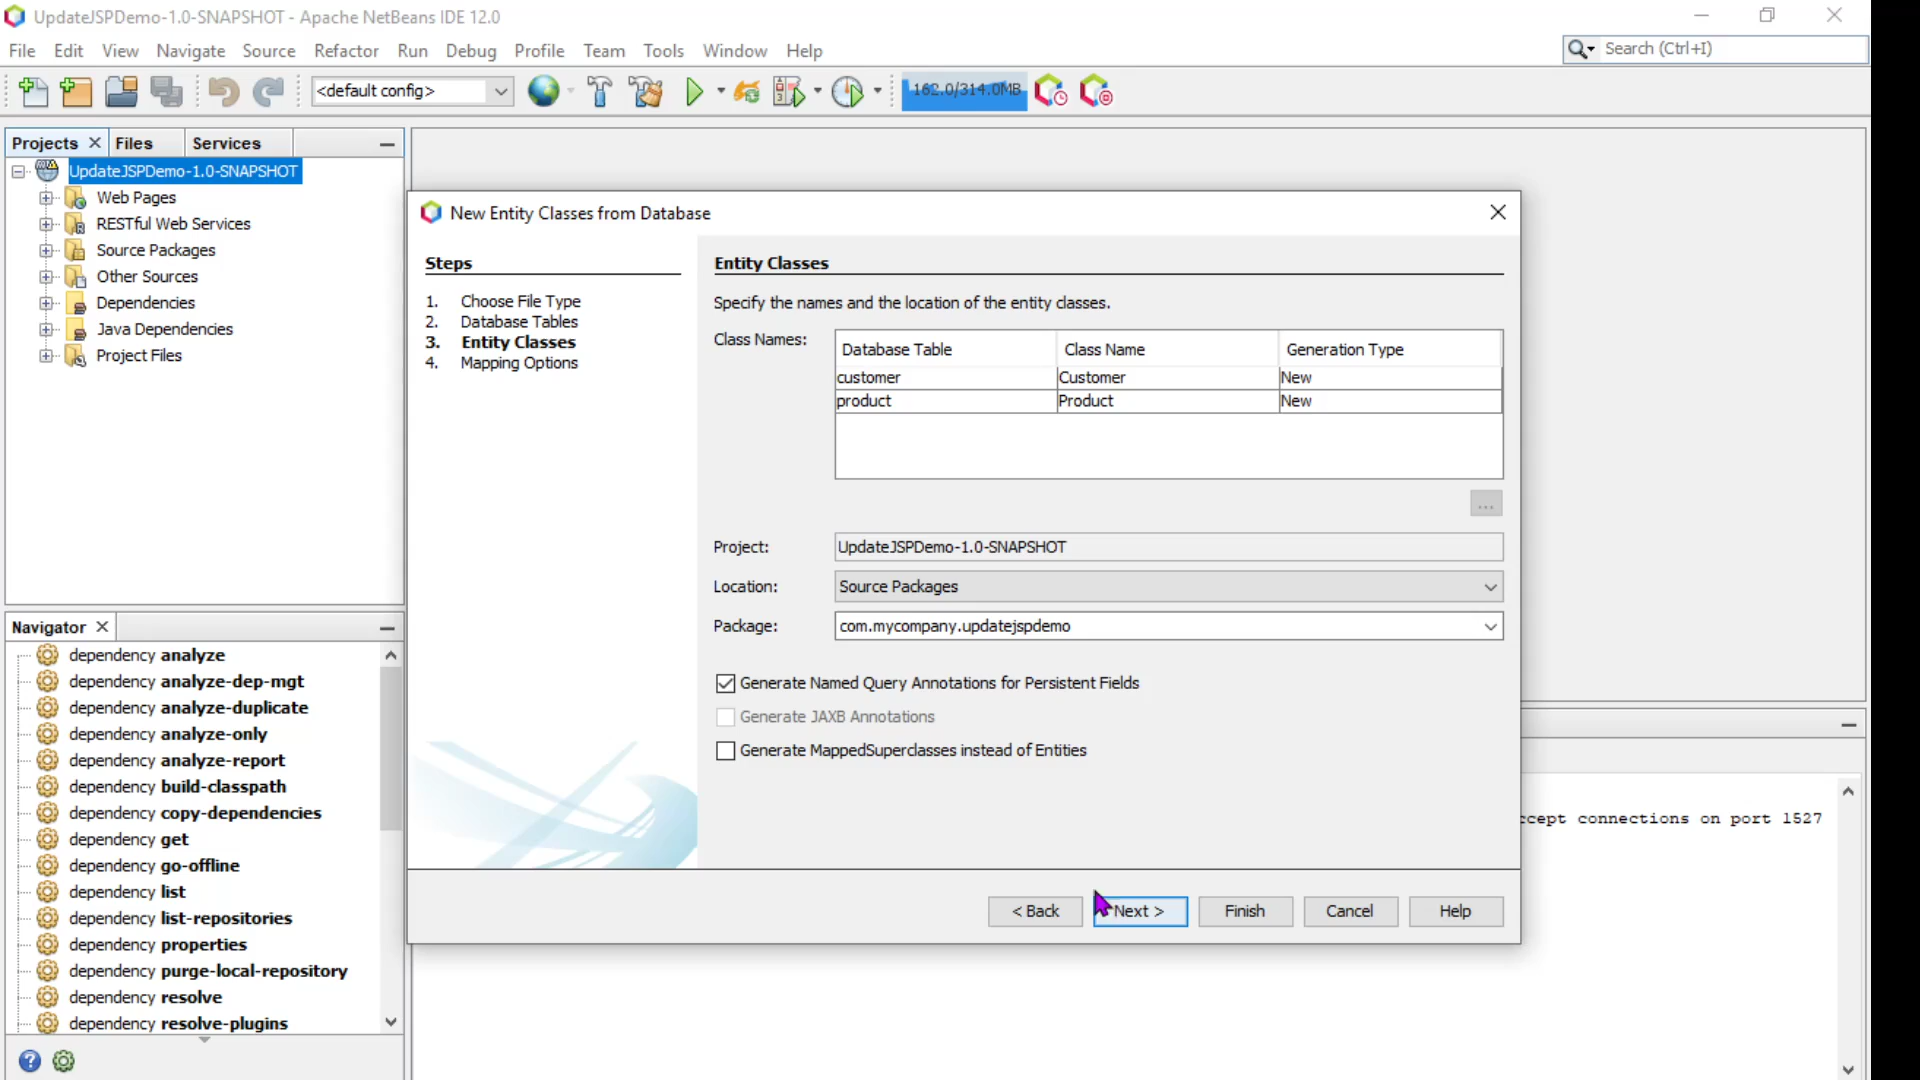 UpdateJSPDemo-1.0-SNAPSHOT - Apache NetBeans IDE 12.0
File Edit View Navigate Source Refactor Run Debug Profile Team Tools Window Help
Search (Ctrl+I)
<default config>
162.0/314.0MB
Projects Files Services
UpdateJSPDemo-1.0-SNAPSHOT
Web Pages
RESTful Web Services
Source Packages
Other Sources
Dependencies
Java Dependencies
Project Files
Navigator
dependency analyze
dependency analyze-dep-mgt
dependency analyze-duplicate
dependency analyze-only
dependency analyze-report
dependency build-classpath
dependency copy-dependencies
dependency get
dependency go-offline
dependency list
dependency list-repositories
dependency properties
dependency purge-local-repository
dependency resolve
dependency resolve-plugins
New Entity Classes from Database
Steps
1. Choose File Type
2. Database Tables
3. Entity Classes
4. Mapping Options
Entity Classes
Specify the names and the location of the entity classes.
Class Names:
Database Table Class Name Generation Type
customer Customer New
product Product New
...
Project: UpdateJSPDemo-1.0-SNAPSHOT
Location: Source Packages
Package: com.mycompany.updatejspdemo
Generate Named Query Annotations for Persistent Fields
Generate JAXB Annotations
Generate MappedSuperclasses instead of Entities
< Back Next > Finish Cancel Help
ccept connections on port 1527